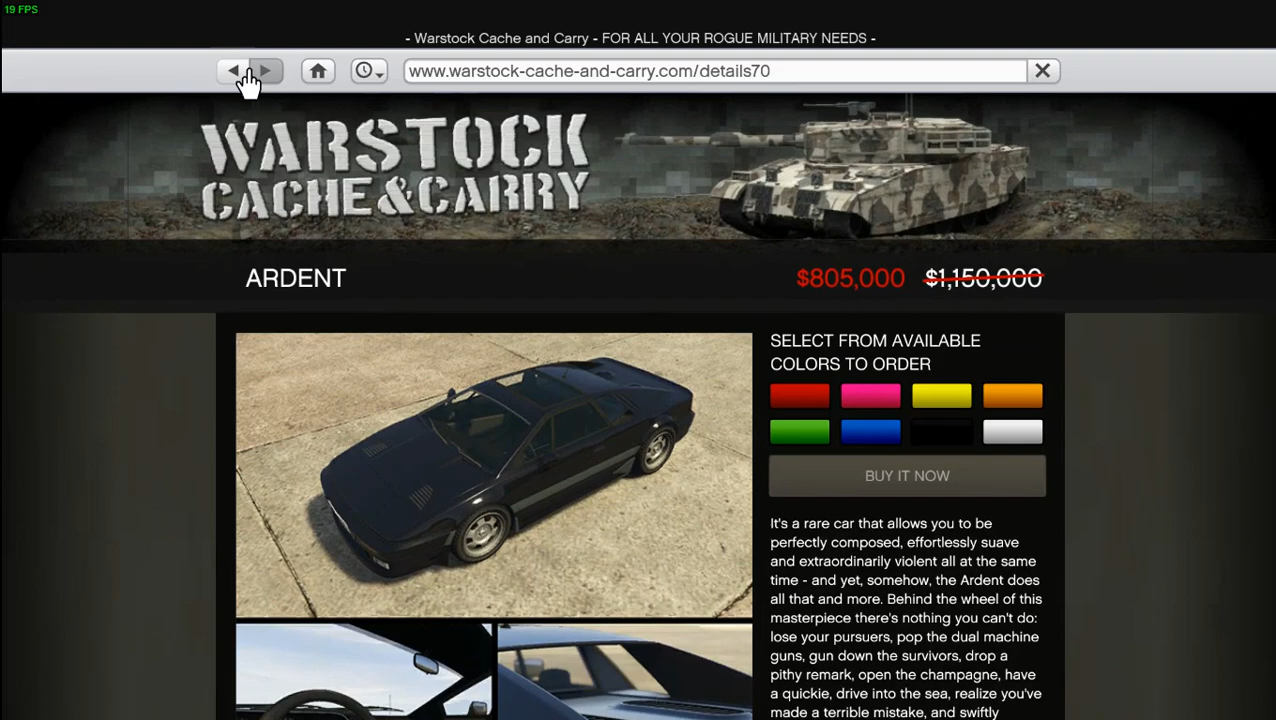 19 FPS
- Warstock Cache and Carry - FOR ALL YOUR ROGUE MILITARY NEEDS -
www.warstock-cache-and-carry.com/details70
WARSTOCK
CACHE&CARRY
ARDENT
$805,000 $1,150,000
SELECT FROM AVAILABLE
COLORS TO ORDER
BUY IT NOW
It's a rare car that allows you to be
perfectly composed, effortlessly suave
and extraordinarily violent all at the same
time - and yet, somehow, the Ardent does
all that and more. Behind the wheel of this
masterpiece there's nothing you can't do:
lose your pursuers, pop the dual machine
guns, gun down the survivors, drop a
pithy remark, open the champagne, have
a quickie, drive into the sea, realize you've
made a terrible mistake, and swiftly